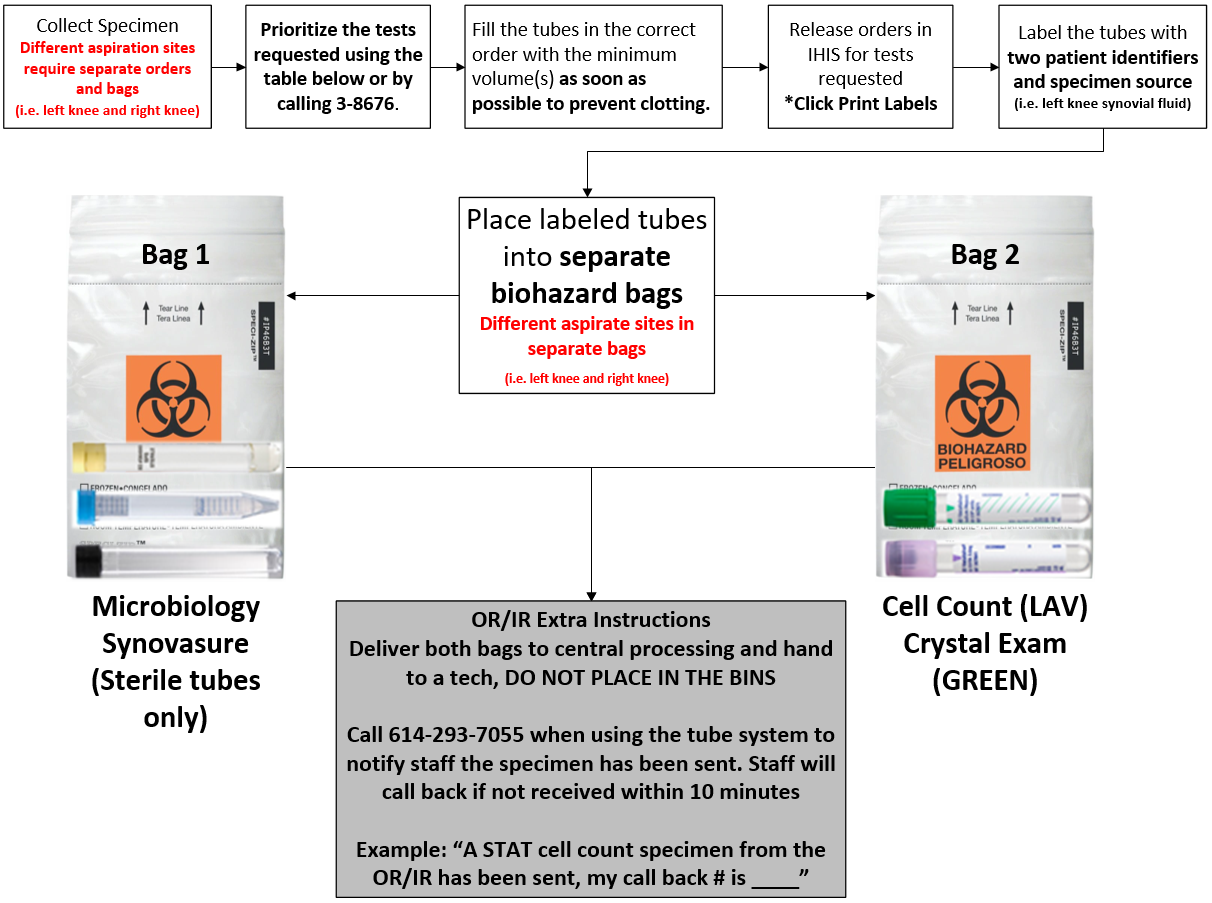 Collect Specimen
Different aspiration sites
require separate orders
and bags
(i.e. left knee and right knee)
Prioritize the tests
requested using the
table below or by
calling 3-8676.
Fill the tubes in the correct
order with the minimum
volume(s) as soon as
possible to prevent clotting.
Release orders in
IHIS for tests
requested
*Click Print Labels
Label the tubes with
two patient identifiers
and specimen source
(i.e. left knee synovial fluid)
Place labeled tubes
into separate
biohazard bags
Different aspirate sites in
separate bags
(i.e. left knee and right knee)
Bag 1
Tear Line
Tera Linea
#IP46B3T
SPECI-ZIP™
FROZEN•CONGELADO
Microbiology
Synovasure
(Sterile tubes
only)
Bag 2
Tear Line
Tera Linea
#IP46B3T
SPECI-ZIP™
BIOHAZARD
PELIGROSO
FROZEN•CONGELADO
Cell Count (LAV)
Crystal Exam
(GREEN)
OR/IR Extra Instructions
Deliver both bags to central processing and hand
to a tech, DO NOT PLACE IN THE BINS
Call 614-293-7055 when using the tube system to
notify staff the specimen has been sent. Staff will
call back if not received within 10 minutes
Example: “A STAT cell count specimen from the
OR/IR has been sent, my call back # is ____”